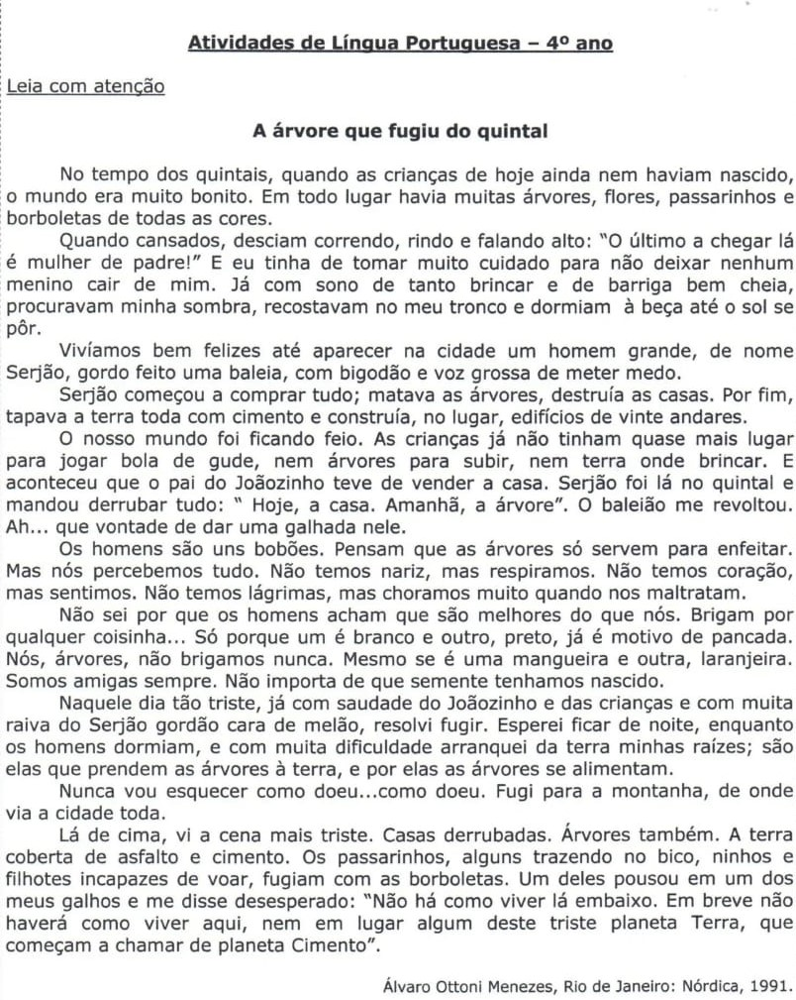 Atividades de Língua Portuguesa – 4º ano
Leia com atenção
A árvore que fugiu do quintal
No tempo dos quintais, quando as crianças de hoje ainda nem haviam nascido,
o mundo era muito bonito. Em todo lugar havia muitas árvores, flores, passarinhos e
borboletas de todas as cores.
Quando cansados, desciam correndo, rindo e falando alto: “O último a chegar lá
é mulher de padre!” E eu tinha de tomar muito cuidado para não deixar nenhum
menino cair de mim. Já com sono de tanto brincar e de barriga bem cheia,
procuravam minha sombra, recostavam no meu tronco e dormiam à beça até o sol se
pôr.
Vivíamos bem felizes até aparecer na cidade um homem grande, de nome
Serjão, gordo feito uma baleia, com bigodão e voz grossa de meter medo.
Serjão começou a comprar tudo; matava as árvores, destruía as casas. Por fim,
tapava a terra toda com cimento e construía, no lugar, edifícios de vinte andares.
O nosso mundo foi ficando feio. As crianças já não tinham quase mais lugar
para jogar bola de gude, nem árvores para subir, nem terra onde brincar. E
aconteceu que o pai do Joãozinho teve de vender a casa. Serjão foi lá no quintal e
mandou derrubar tudo: “ Hoje, a casa. Amanhã, a árvore”. O baleião me revoltou.
Ah... que vontade de dar uma galhada nele.
Os homens são uns bobões. Pensam que as árvores só servem para enfeitar.
Mas nós percebemos tudo. Não temos nariz, mas respiramos. Não temos coração,
mas sentimos. Não temos lágrimas, mas choramos muito quando nos maltratam.
Não sei por que os homens acham que são melhores do que nós. Brigam por
qualquer coisinha... Só porque um é branco e outro, preto, já é motivo de pancada.
Nós, árvores, não brigamos nunca. Mesmo se é uma mangueira e outra, laranjeira.
Somos amigas sempre. Não importa de que semente tenhamos nascido.
Naquele dia tão triste, já com saudade do Joãozinho e das crianças e com muita
raiva do Serjão gordão cara de melão, resolvi fugir. Esperei ficar de noite, enquanto
os homens dormiam, e com muita dificuldade arranquei da terra minhas raízes; são
elas que prendem as árvores à terra, e por elas as árvores se alimentam.
Nunca vou esquecer como doeu...como doeu. Fugi para a montanha, de onde
via a cidade toda.
Lá de cima, vi a cena mais triste. Casas derrubadas. Árvores também. A terra
coberta de asfalto e cimento. Os passarinhos, alguns trazendo no bico, ninhos e
filhotes incapazes de voar, fugiam com as borboletas. Um deles pousou em um dos
meus galhos e me disse desesperado: “Não há como viver lá embaixo. Em breve não
haverá como viver aqui, nem em lugar algum deste triste planeta Terra, que
começam a chamar de planeta Cimento”.
Álvaro Ottoni Menezes, Rio de Janeiro: Nórdica, 1991.